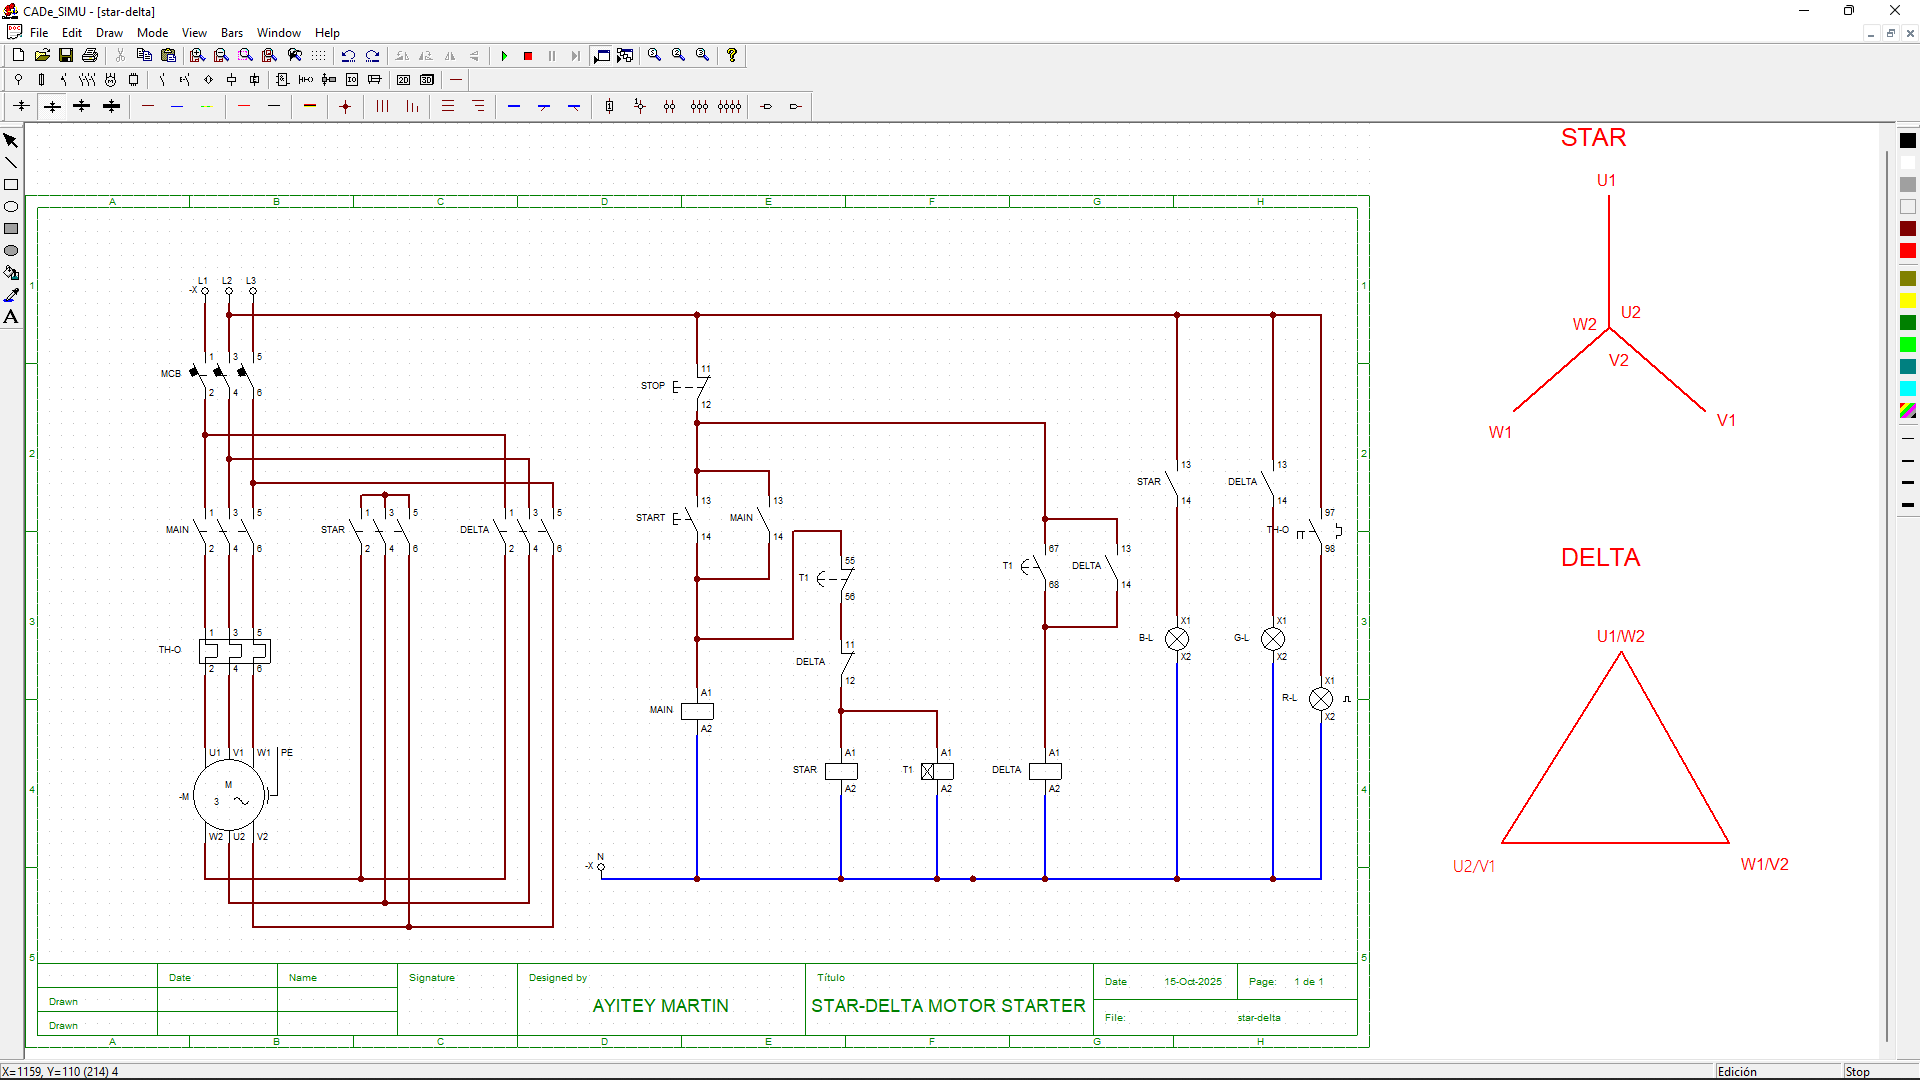 CADe_SIMU - [star-delta]
File Edit Draw Mode View Bars Window Help
STAR
U1
W2 U2
V2
W1 V1
DELTA
U1/W2
U2/V1 W1/V2
A B C D E F G H
1 1
2 2
3 3
4 4
5 5
L1 L2 L3
-X
1 3 5
MCB
2 4 6
1 3 5
MAIN
2 4 6
1 3 5
STAR
2 4 6
1 3 5
DELTA
2 4 6
1 3 5
TH-O
2 4 6
U1 V1 W1 PE
M
-M 3
W2 U2 V2
11
STOP
12
13
START
14
13
MAIN
14
55
T1
56
11
DELTA
12
A1
MAIN
A2
A1
STAR
A2
A1
T1
A2
67
T1
68
13
DELTA
14
A1
DELTA
A2
13
STAR
14
X1
B-L
X2
13
DELTA
14
X1
G-L
X2
97
TH-O
98
X1
R-L
X2
N
-X
Date Name Signature Designed by Título
Drawn
Drawn
AYITEY MARTIN
STAR-DELTA MOTOR STARTER
Date 15-Oct-2025 Page: 1 de 1
File: star-delta
A B C D E F G H
X=1159, Y=110 (214) 4 Edición Stop